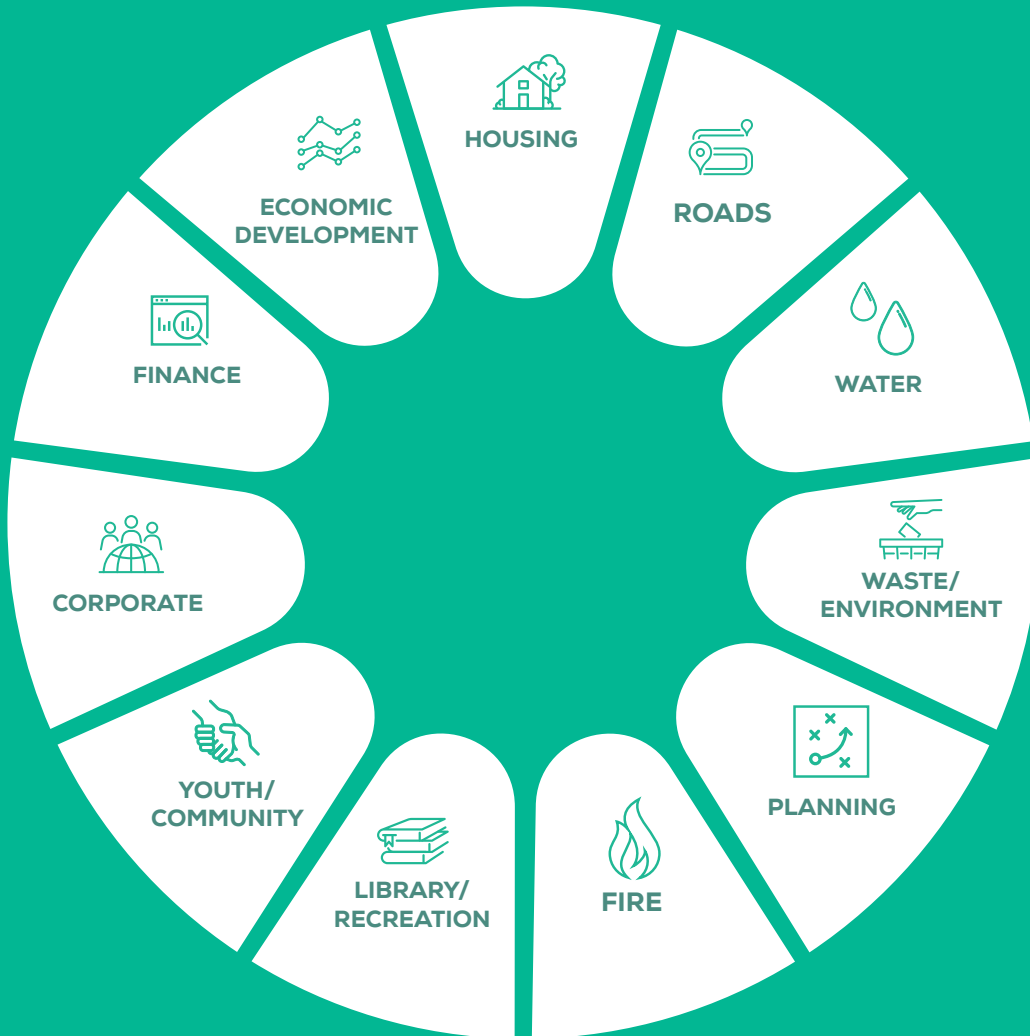 HOUSING
ROADS
WATER
WASTE/
ENVIRONMENT
PLANNING
FIRE
LIBRARY/
RECREATION
YOUTH/
COMMUNITY
CORPORATE
FINANCE
ECONOMIC
DEVELOPMENT